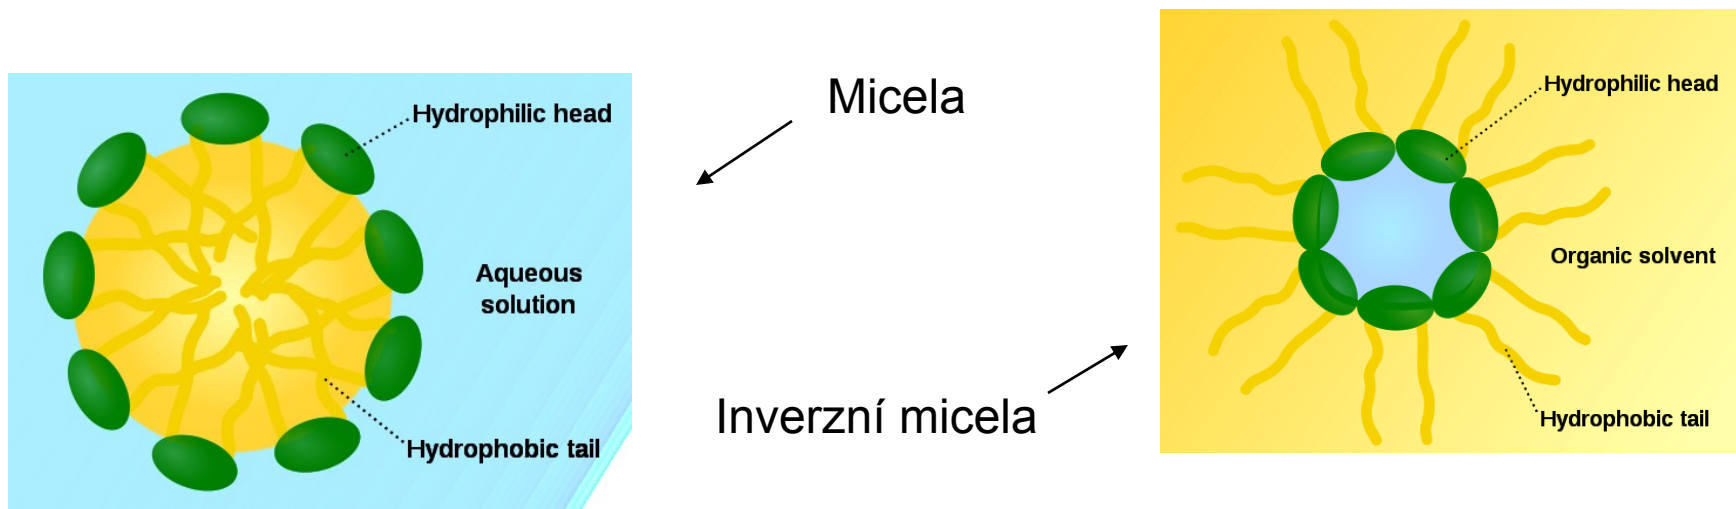 Hydrophilic head
Aqueous
solution
Hydrophobic tail
Micela
Inverzní micela
Hydrophilic head
Organic solvent
Hydrophobic tail